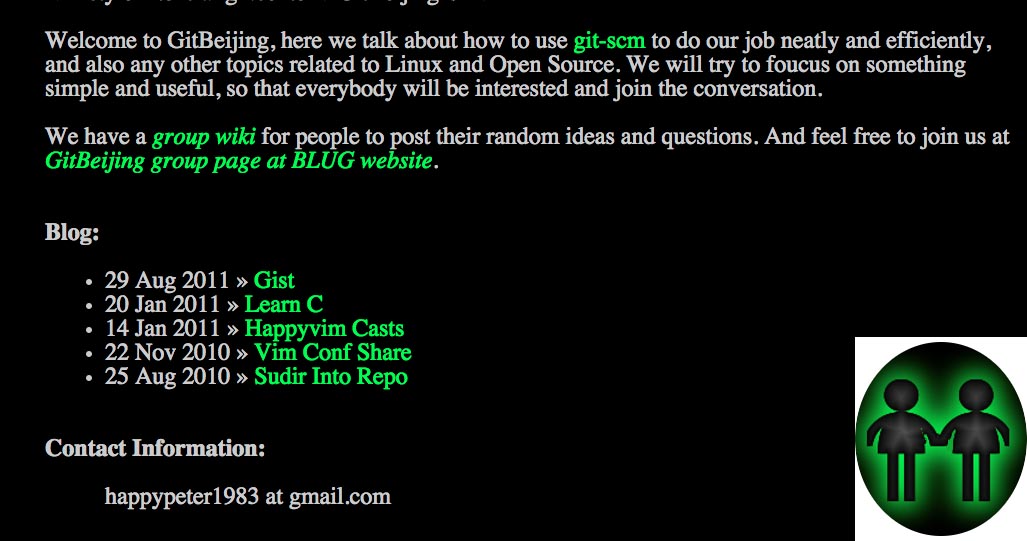 Welcome to GitBeijing, here we talk about how to use git-scm to do our job neatly and efficiently,
and also any other topics related to Linux and Open Source. We will try to foucus on something
simple and useful, so that everybody will be interested and join the conversation.
We have a group wiki for people to post their random ideas and questions. And feel free to join us at
GitBeijing group page at BLUG website.
Blog:
• 29 Aug 2011 » Gist
• 20 Jan 2011 » Learn C
• 14 Jan 2011 » Happyvim Casts
• 22 Nov 2010 » Vim Conf Share
• 25 Aug 2010 » Sudir Into Repo
Contact Information:
happypeter1983 at gmail.com